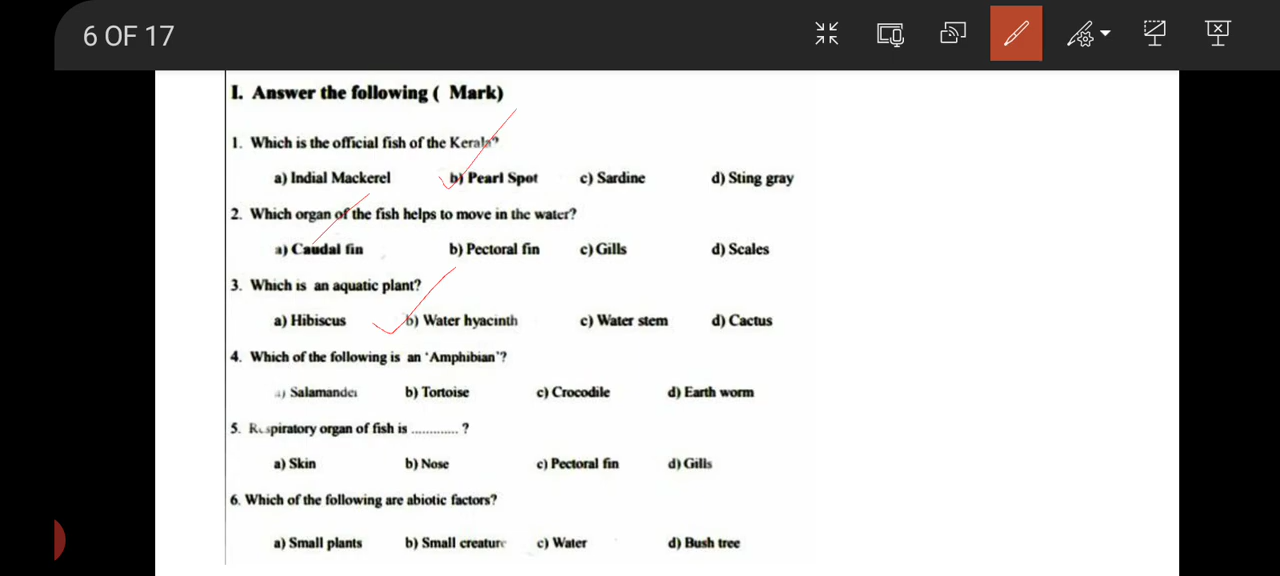 6 OF 17
I. Answer the following ( Mark)
1. Which is the official fish of the Kerala?
a) Indial Mackerel b) Pearl Spot c) Sardine d) Sting gray
2. Which organ of the fish helps to move in the water?
a) Caudal fin b) Pectoral fin c) Gills d) Scales
3. Which is an aquatic plant?
a) Hibiscus b) Water hyacinth c) Water stem d) Cactus
4. Which of the following is an ‘Amphibian’?
a) Salamander b) Tortoise c) Crocodile d) Earth worm
5. Respiratory organ of fish is ............. ?
a) Skin b) Nose c) Pectoral fin d) Gills
6. Which of the following are abiotic factors?
a) Small plants b) Small creature c) Water d) Bush tree